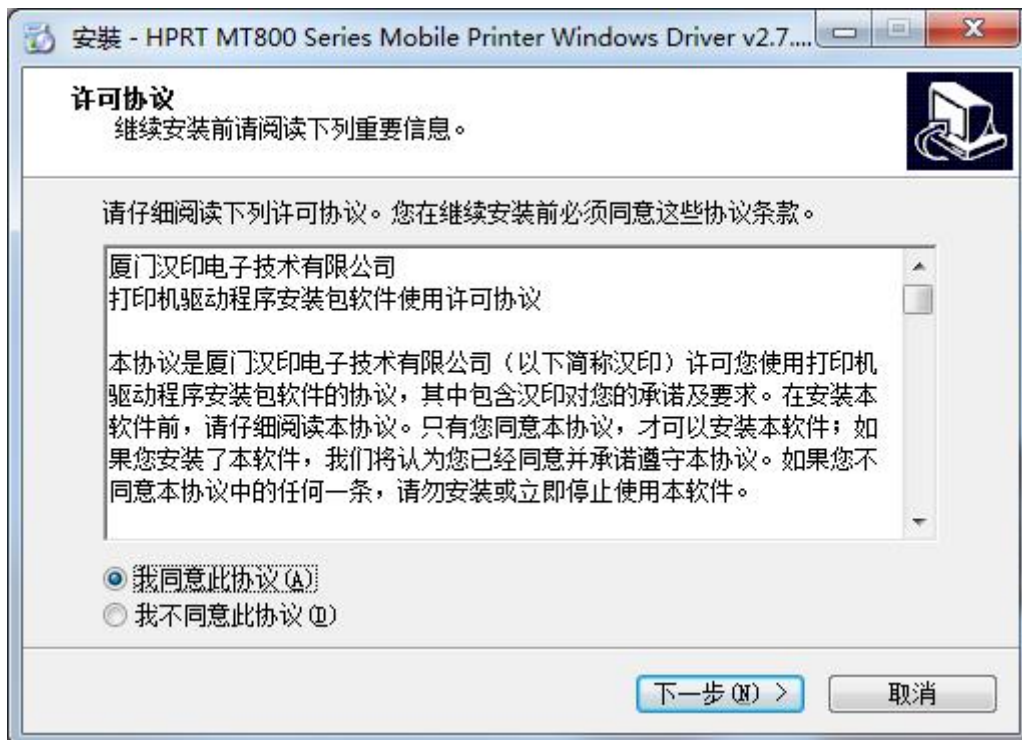 安裝 - HPRT MT800 Series Mobile Printer Windows Driver v2.7....
许可协议
继续安装前请阅读下列重要信息。
请仔细阅读下列许可协议。您在继续安装前必须同意这些协议条款。
厦门汉印电子技术有限公司
打印机驱动程序安装包软件使用许可协议
本协议是厦门汉印电子技术有限公司（以下简称汉印）许可您使用打印机
驱动程序安装包软件的协议，其中包含汉印对您的承诺及要求。在安装本
软件前，请仔细阅读本协议。只有您同意本协议，才可以安装本软件；如
果您安装了本软件，我们将认为您已经同意并承诺遵守本协议。如果您不
同意本协议中的任何一条，请勿安装或立即停止使用本软件。
我同意此协议(A)
我不同意此协议(D)
下一步(N) >
取消